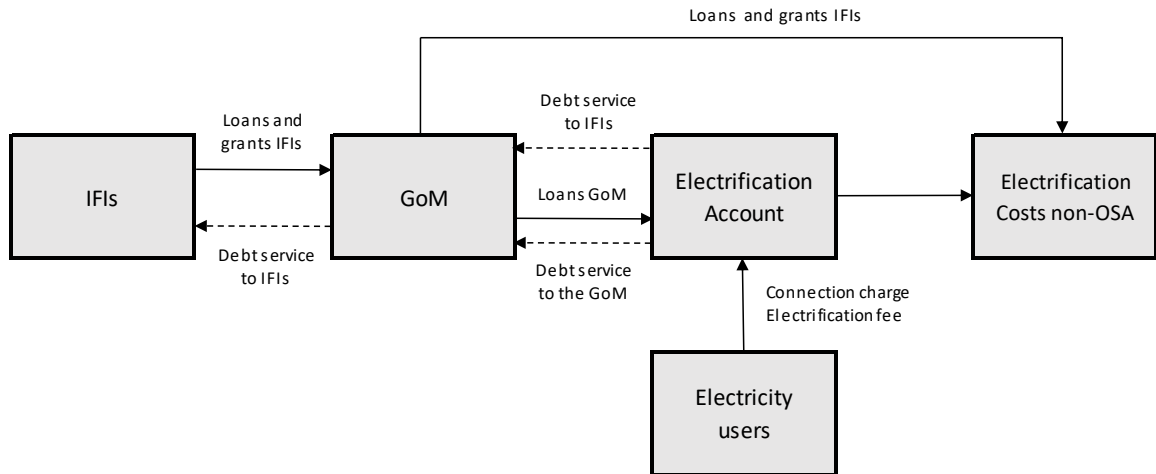 Loans and grants IFIs
Loans and
grants IFIs
Debt service
to IFIs
IFIs
GoM
Electrification
Account
Electrification
Costs non-OSA
Loans GoM
Debt service
to IFIs
Debt service
to the GoM
Connection charge
Electrification fee
Electricity
users